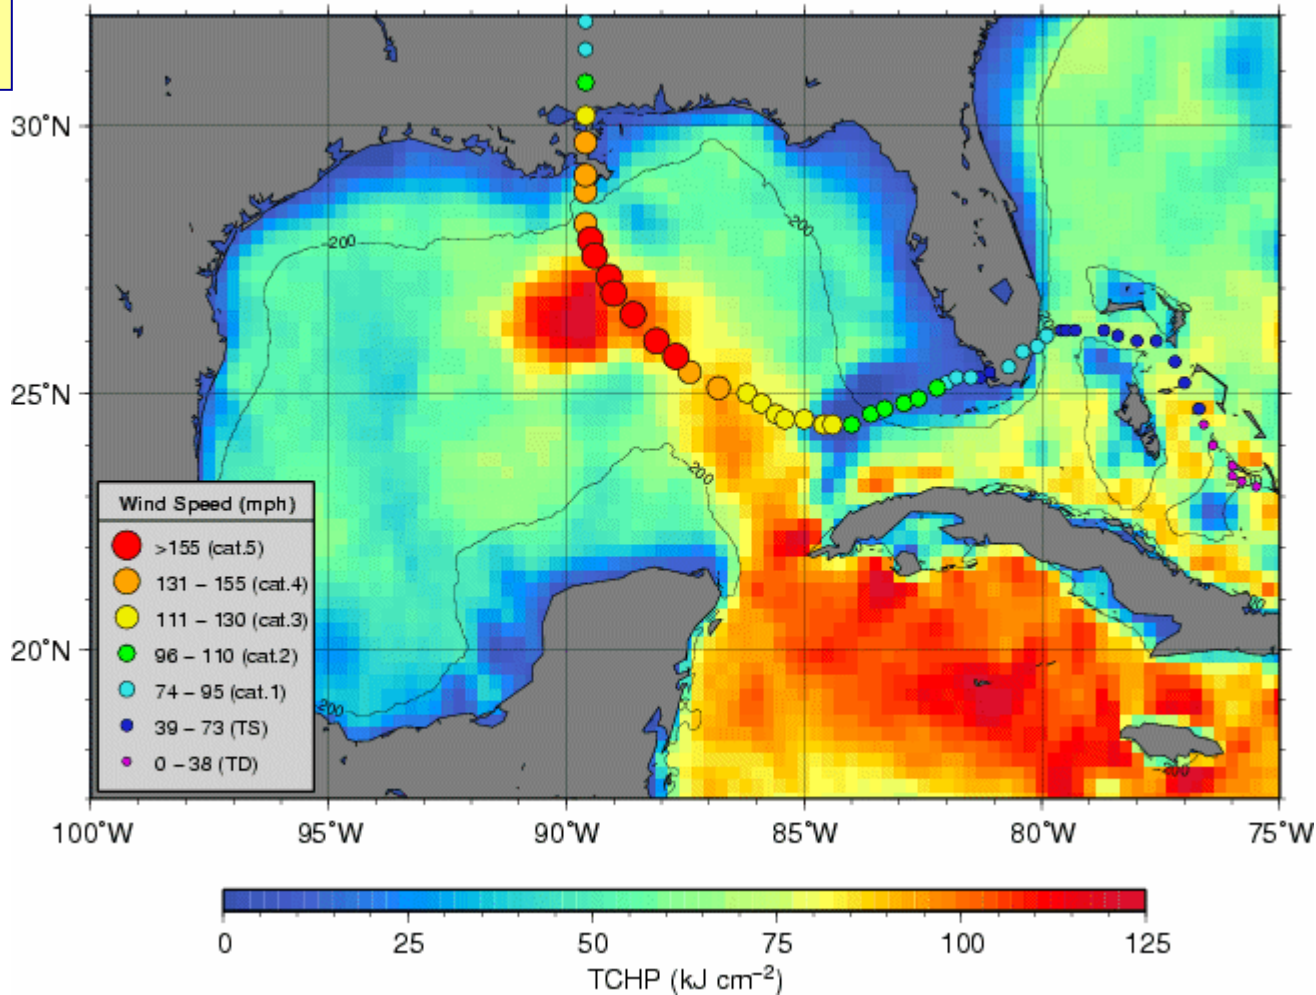 30°N
25°N
20°N
100°W 95°W 90°W 85°W 80°W 75°W
200
200
200
200
200
200
Wind Speed (mph)
>155 (cat.5)
131 – 155 (cat.4)
111 – 130 (cat.3)
96 – 110 (cat.2)
74 – 95 (cat.1)
39 – 73 (TS)
0 – 38 (TD)
0 25 50 75 100 125
TCHP (kJ cm⁻²)